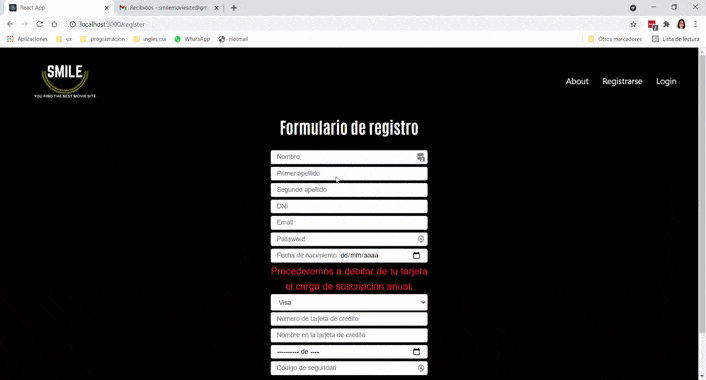 React App
Recibidos - smilemoviesze@gm
localhost:3000/register
Aplicaciones
ux
programacion
ingles cui
WhatsApp
Hotmail
Otros marcadores
Lista de lectura
SMILE
YOU FIND THE BEST MOVIE SITE
About
Registrarse
Login
Formulario de registro
Nombre
Primer apellido
Segundo apellido
DNI
Email
Password
Fecha de nacimiento dd/mm/aaaa
Procederemos a debitar de tu tarjeta
el cargo de suscripción anual.
Visa
Número de tarjeta de credito
Nombre en la tarjeta de credito
---------- de ----
Código de seguridad